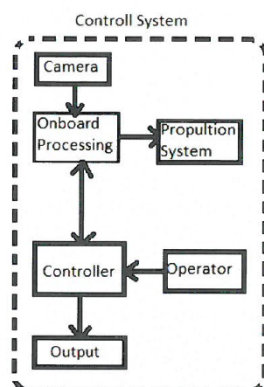 Controll System
Camera
Onboard
Processing
Propultion
System
Controller
Operator
Output